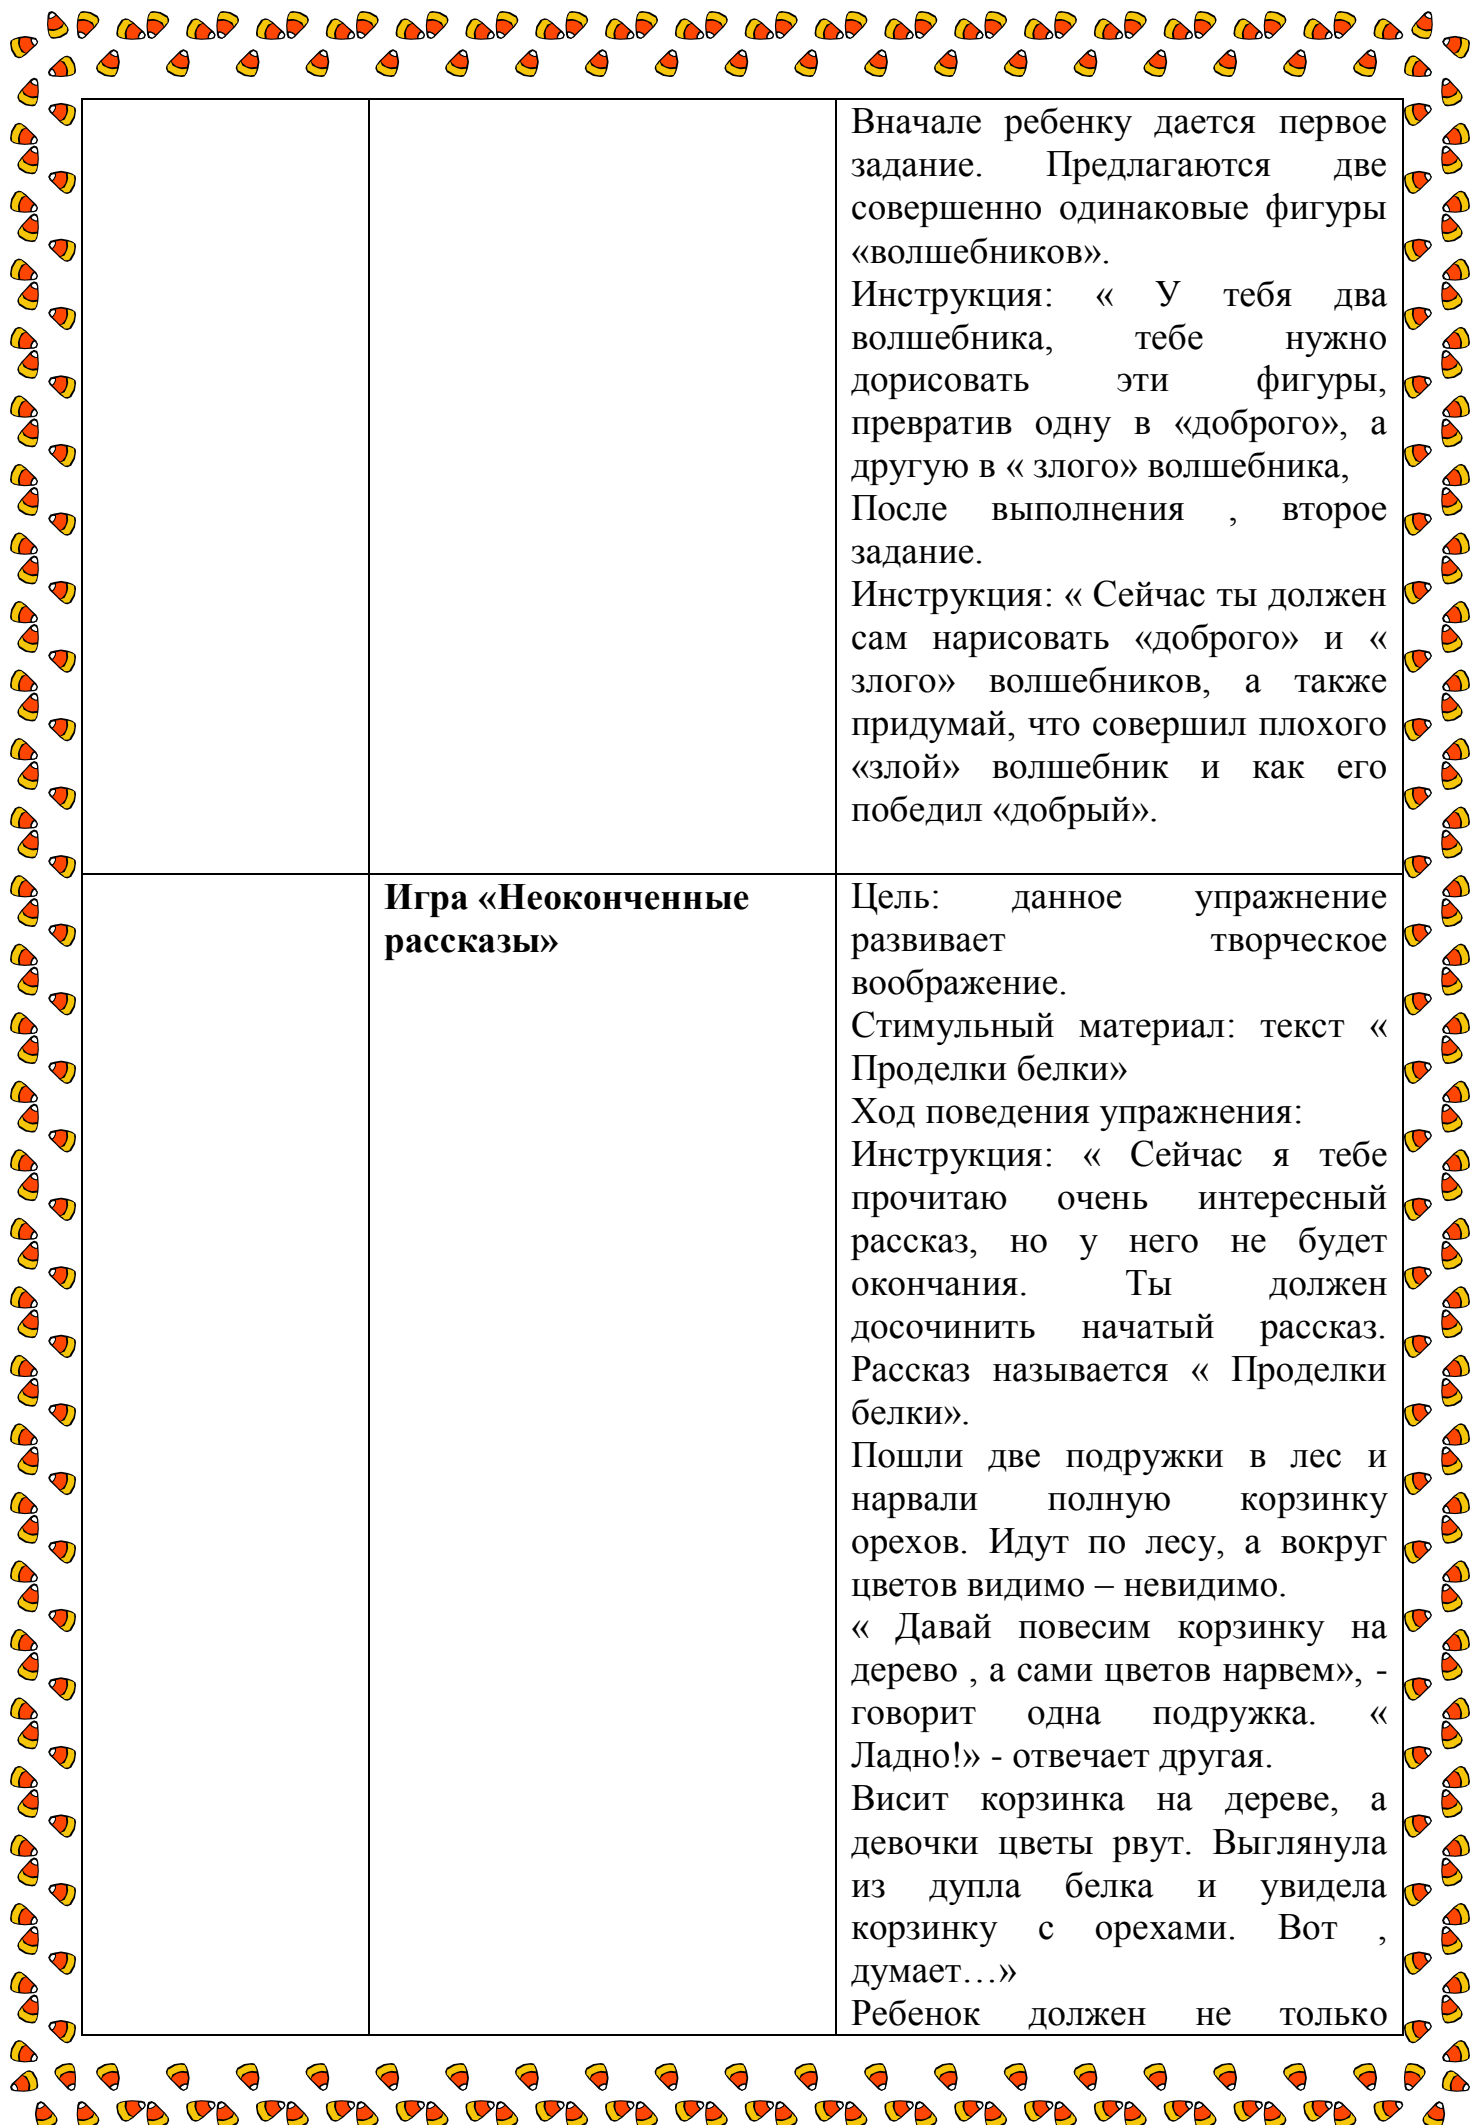 Вначале ребенку дается первое
задание. Предлагаются две
совершенно одинаковые фигуры
«волшебников».
Инструкция: « У тебя два
волшебника, тебе нужно
дорисовать эти фигуры,
превратив одну в «доброго», а
другую в « злого» волшебника,
После выполнения , второе
задание.
Инструкция: « Сейчас ты должен
сам нарисовать «доброго» и «
злого» волшебников, а также
придумай, что совершил плохого
«злой» волшебник и как его
победил «добрый».
Игра «Неоконченные
рассказы»
Цель: данное упражнение
развивает творческое
воображение.
Стимульный материал: текст «
Проделки белки»
Ход поведения упражнения:
Инструкция: « Сейчас я тебе
прочитаю очень интересный
рассказ, но у него не будет
окончания. Ты должен
досочинить начатый рассказ.
Рассказ называется « Проделки
белки».
Пошли две подружки в лес и
нарвали полную корзинку
орехов. Идут по лесу, а вокруг
цветов видимо – невидимо.
« Давай повесим корзинку на
дерево , а сами цветов нарвем», -
говорит одна подружка. «
Ладно!» - отвечает другая.
Висит корзинка на дереве, а
девочки цветы рвут. Выглянула
из дупла белка и увидела
корзинку с орехами. Вот ,
думает…»
Ребенок должен не только